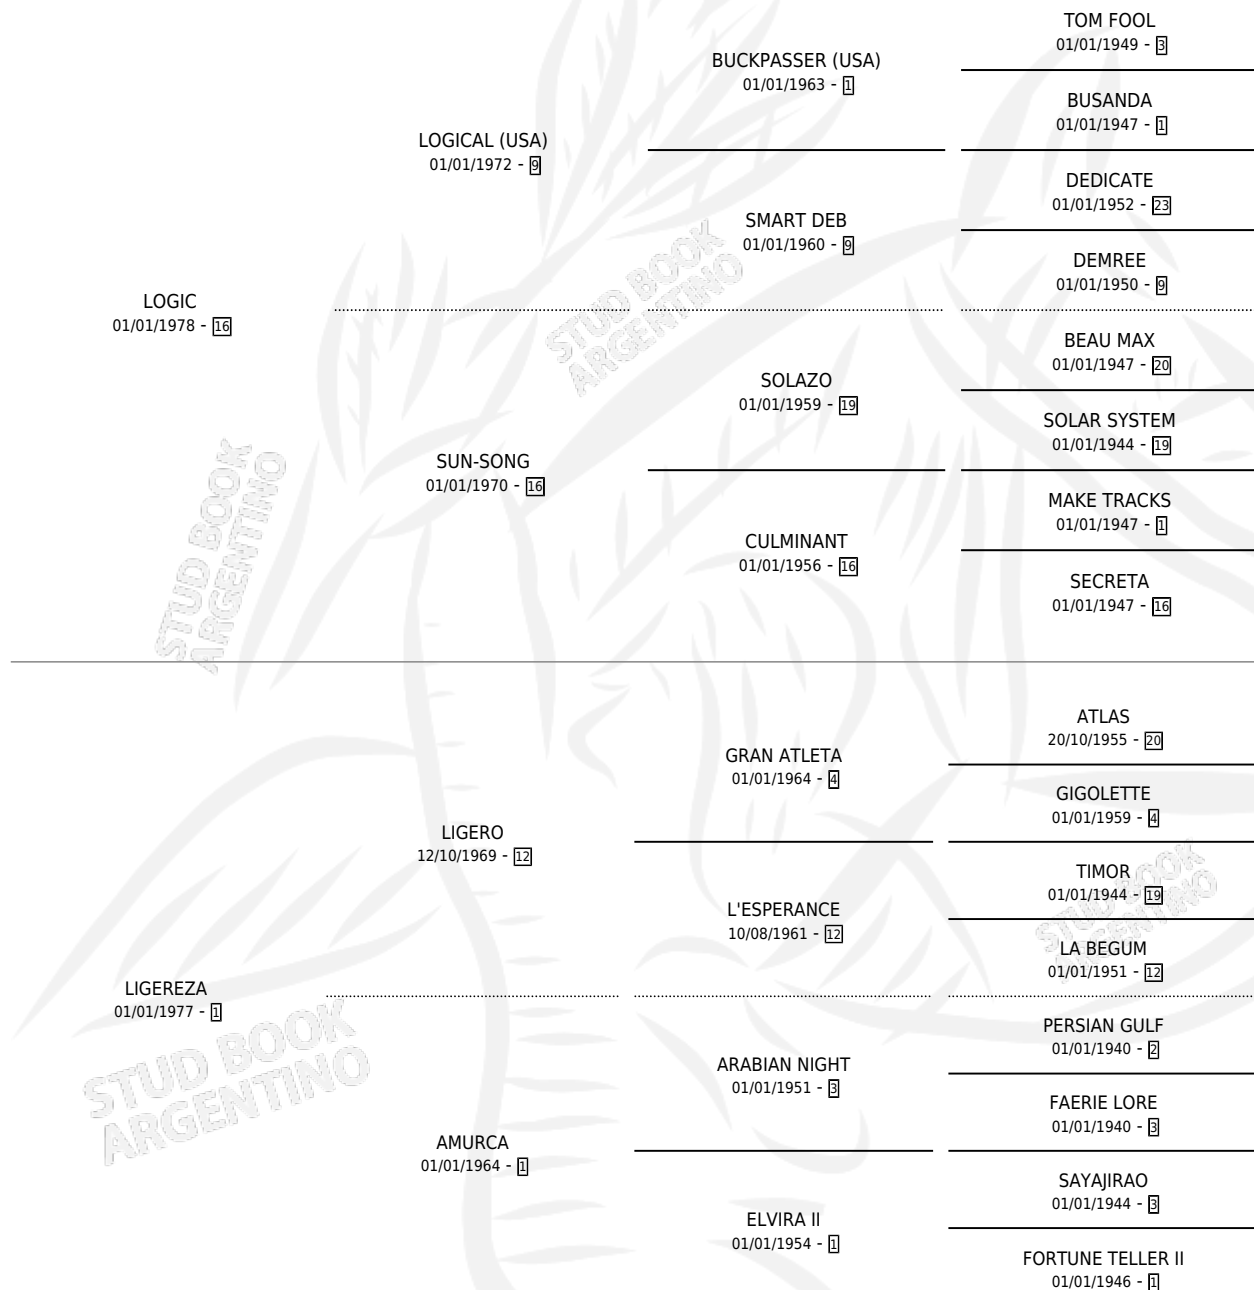 TOM FOOL
01/01/1949 - 3
BUCKPASSER (USA)
01/01/1963 - 1
BUSANDA
01/01/1947 - 1
LOGICAL (USA)
01/01/1972 - 9
DEDICATE
01/01/1952 - 23
SMART DEB
01/01/1960 - 9
DEMREE
01/01/1950 - 9
LOGIC
01/01/1978 - 16
BEAU MAX
01/01/1947 - 20
SOLAZO
01/01/1959 - 19
SOLAR SYSTEM
01/01/1944 - 19
SUN-SONG
01/01/1970 - 16
MAKE TRACKS
01/01/1947 - 1
CULMINANT
01/01/1956 - 16
SECRETA
01/01/1947 - 16
ATLAS
20/10/1955 - 20
GRAN ATLETA
01/01/1964 - 4
GIGOLETTE
01/01/1959 - 4
LIGERO
12/10/1969 - 12
TIMOR
01/01/1944 - 19
L'ESPERANCE
10/08/1961 - 12
LA BEGUM
01/01/1951 - 12
LIGEREZA
01/01/1977 - 1
PERSIAN GULF
01/01/1940 - 2
ARABIAN NIGHT
01/01/1951 - 3
FAERIE LORE
01/01/1940 - 3
AMURCA
01/01/1964 - 1
SAYAJIRAO
01/01/1944 - 3
ELVIRA II
01/01/1954 - 1
FORTUNE TELLER II
01/01/1946 - 1
STUD BOOK
ARGENTINO
STUD BOOK
ARGENTINO
STUD BOOK
ARGENTINO
STUD BOOK
ARGENTINO